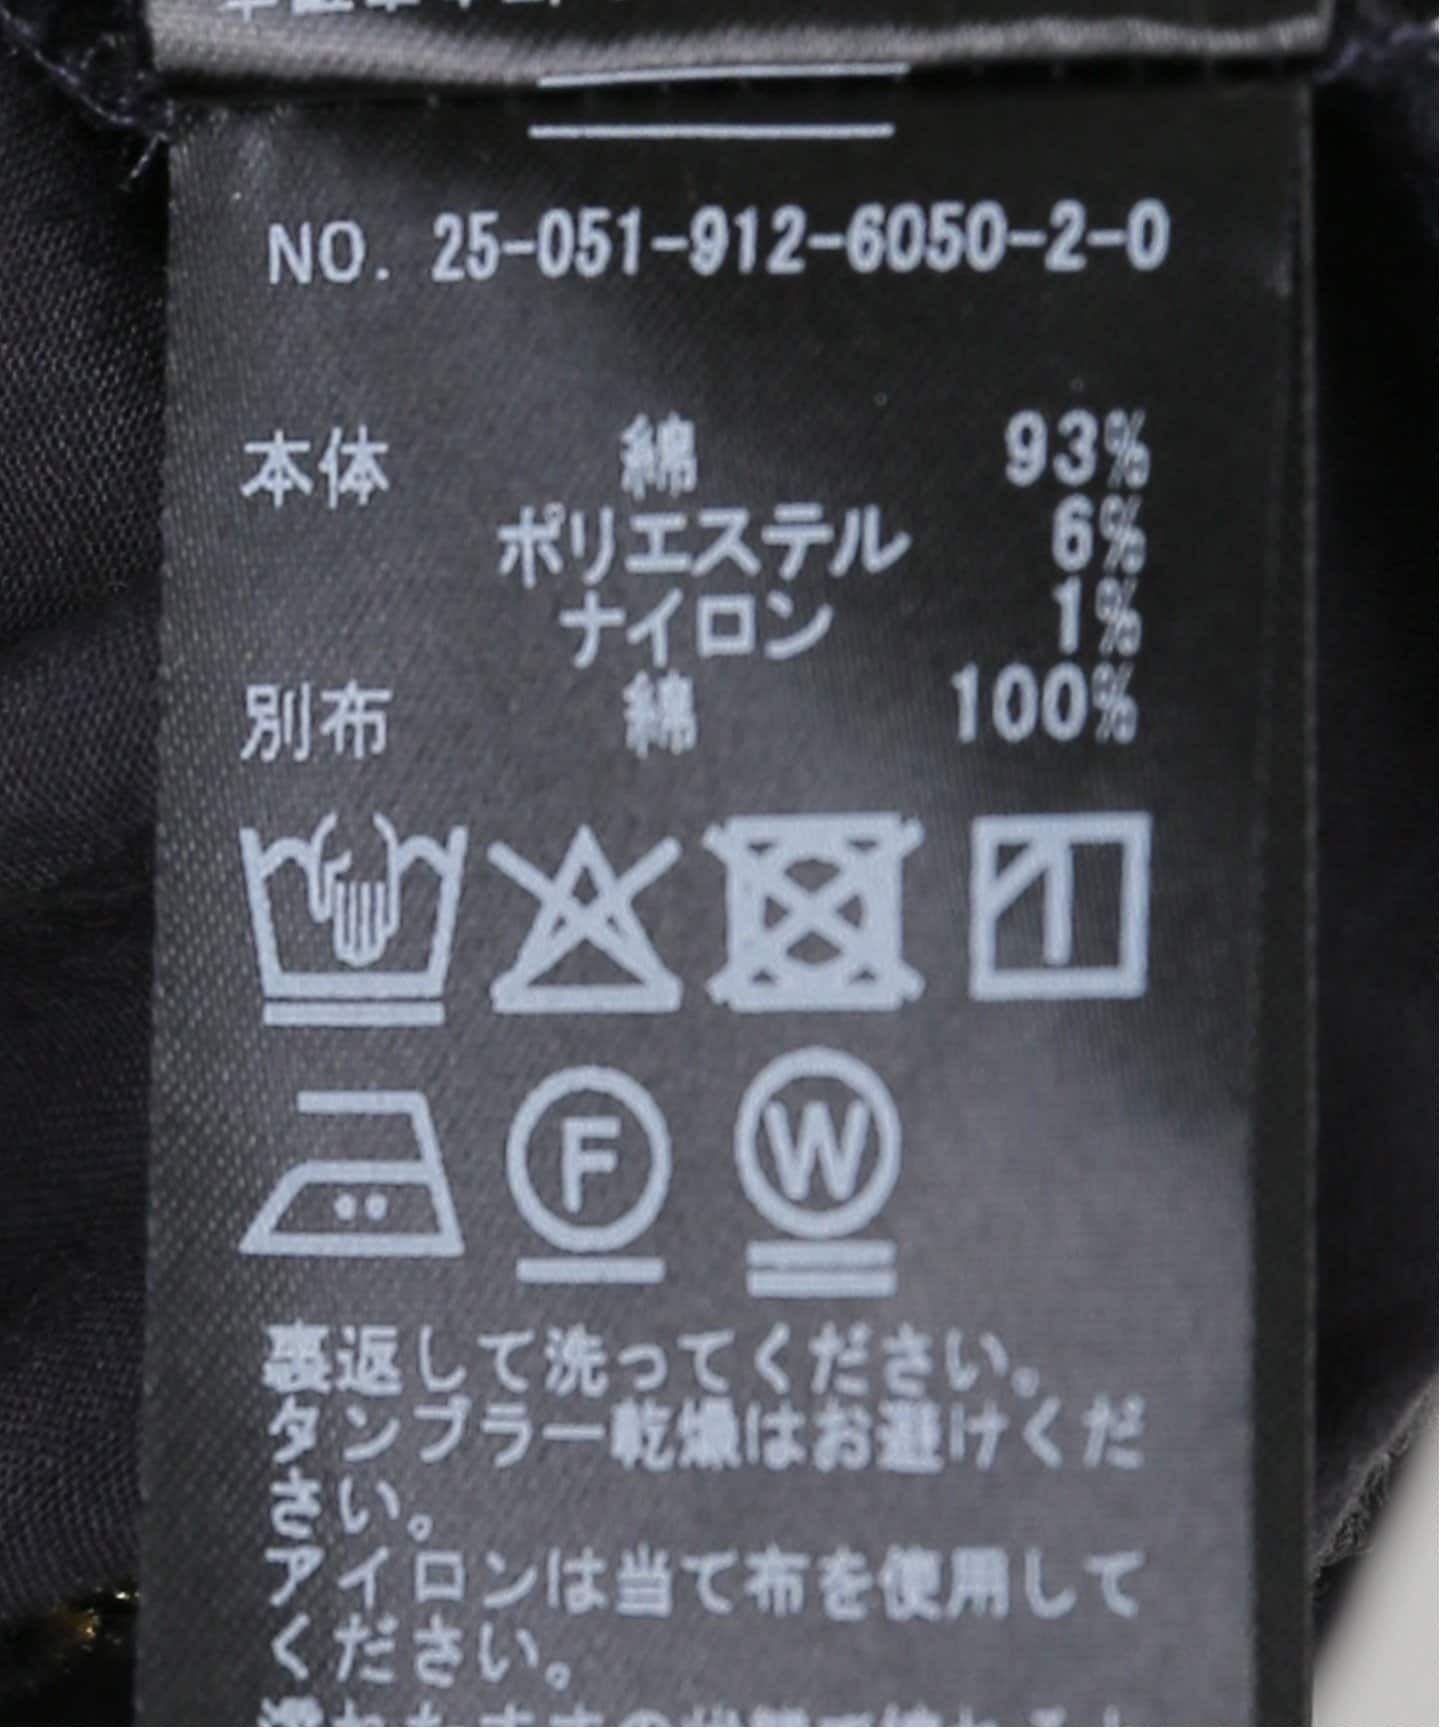 NO. 25-051-912-6050-2-0
本体 綿 93%
ポリエステル 6%
ナイロン 1%
別布 綿 100%
F W
裏返して洗ってください。
タンブラー乾燥はお避けくだ
さい。
アイロンは当て布を使用して
ください。